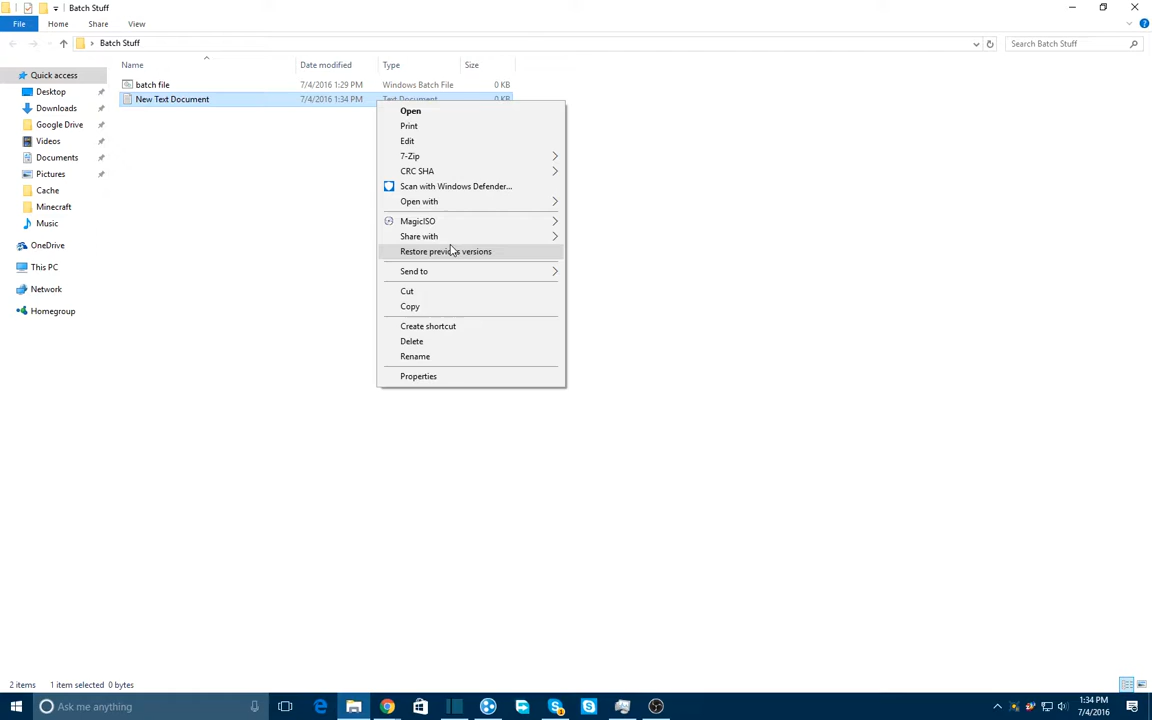 Batch Stuff
File Home Share View
Batch Stuff
Search Batch Stuff
Name Date modified Type Size
Quick access
Desktop
Downloads
Google Drive
Videos
Documents
Pictures
Cache
Minecraft
Music
OneDrive
This PC
Network
Homegroup
batch file 7/4/2016 1:29 PM Windows Batch File 0 KB
New Text Document 7/4/2016 1:34 PM Text Document 0 KB
Open
Print
Edit
7-Zip
CRC SHA
Scan with Windows Defender...
Open with
MagicISO
Share with
Restore previous versions
Send to
Cut
Copy
Create shortcut
Delete
Rename
Properties
2 items 1 item selected 0 bytes
Ask me anything
1:34 PM
7/4/2016